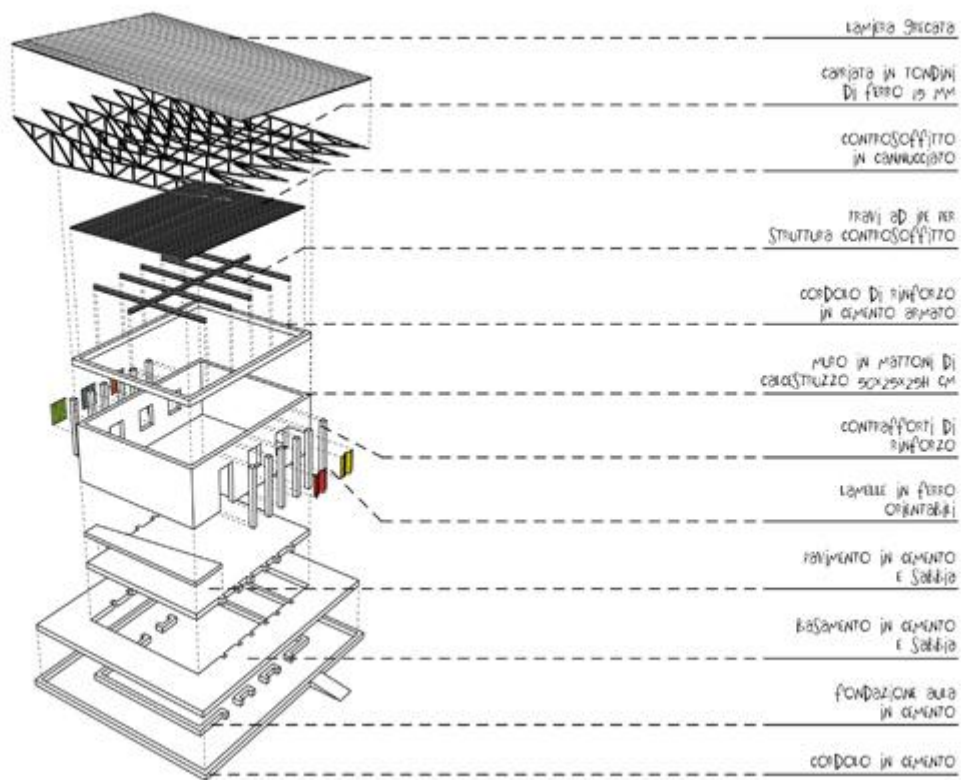 LAMIERA GRECATA
CAPRIATA IN TONDINI
DI FERRO 15 MM
CONTROSOFFITTO
IN CANNUCCIATO
TRAVI AD IPE PER
STRUTTURA CONTROSOFFITTO
CORDOLO DI RINFORZO
IN CEMENTO ARMATO
MURO IN MATTONI DI
CALCESTRUZZO 50X25X25H CM
CONTRAFFORTI DI
RINFORZO
LAMELLE IN FERRO
ORIENTABILI
PAVIMENTO IN CEMENTO
E SABBIA
BASAMENTO IN CEMENTO
E SABBIA
FONDAZIONE AULA
IN CEMENTO
CORDOLO IN CEMENTO